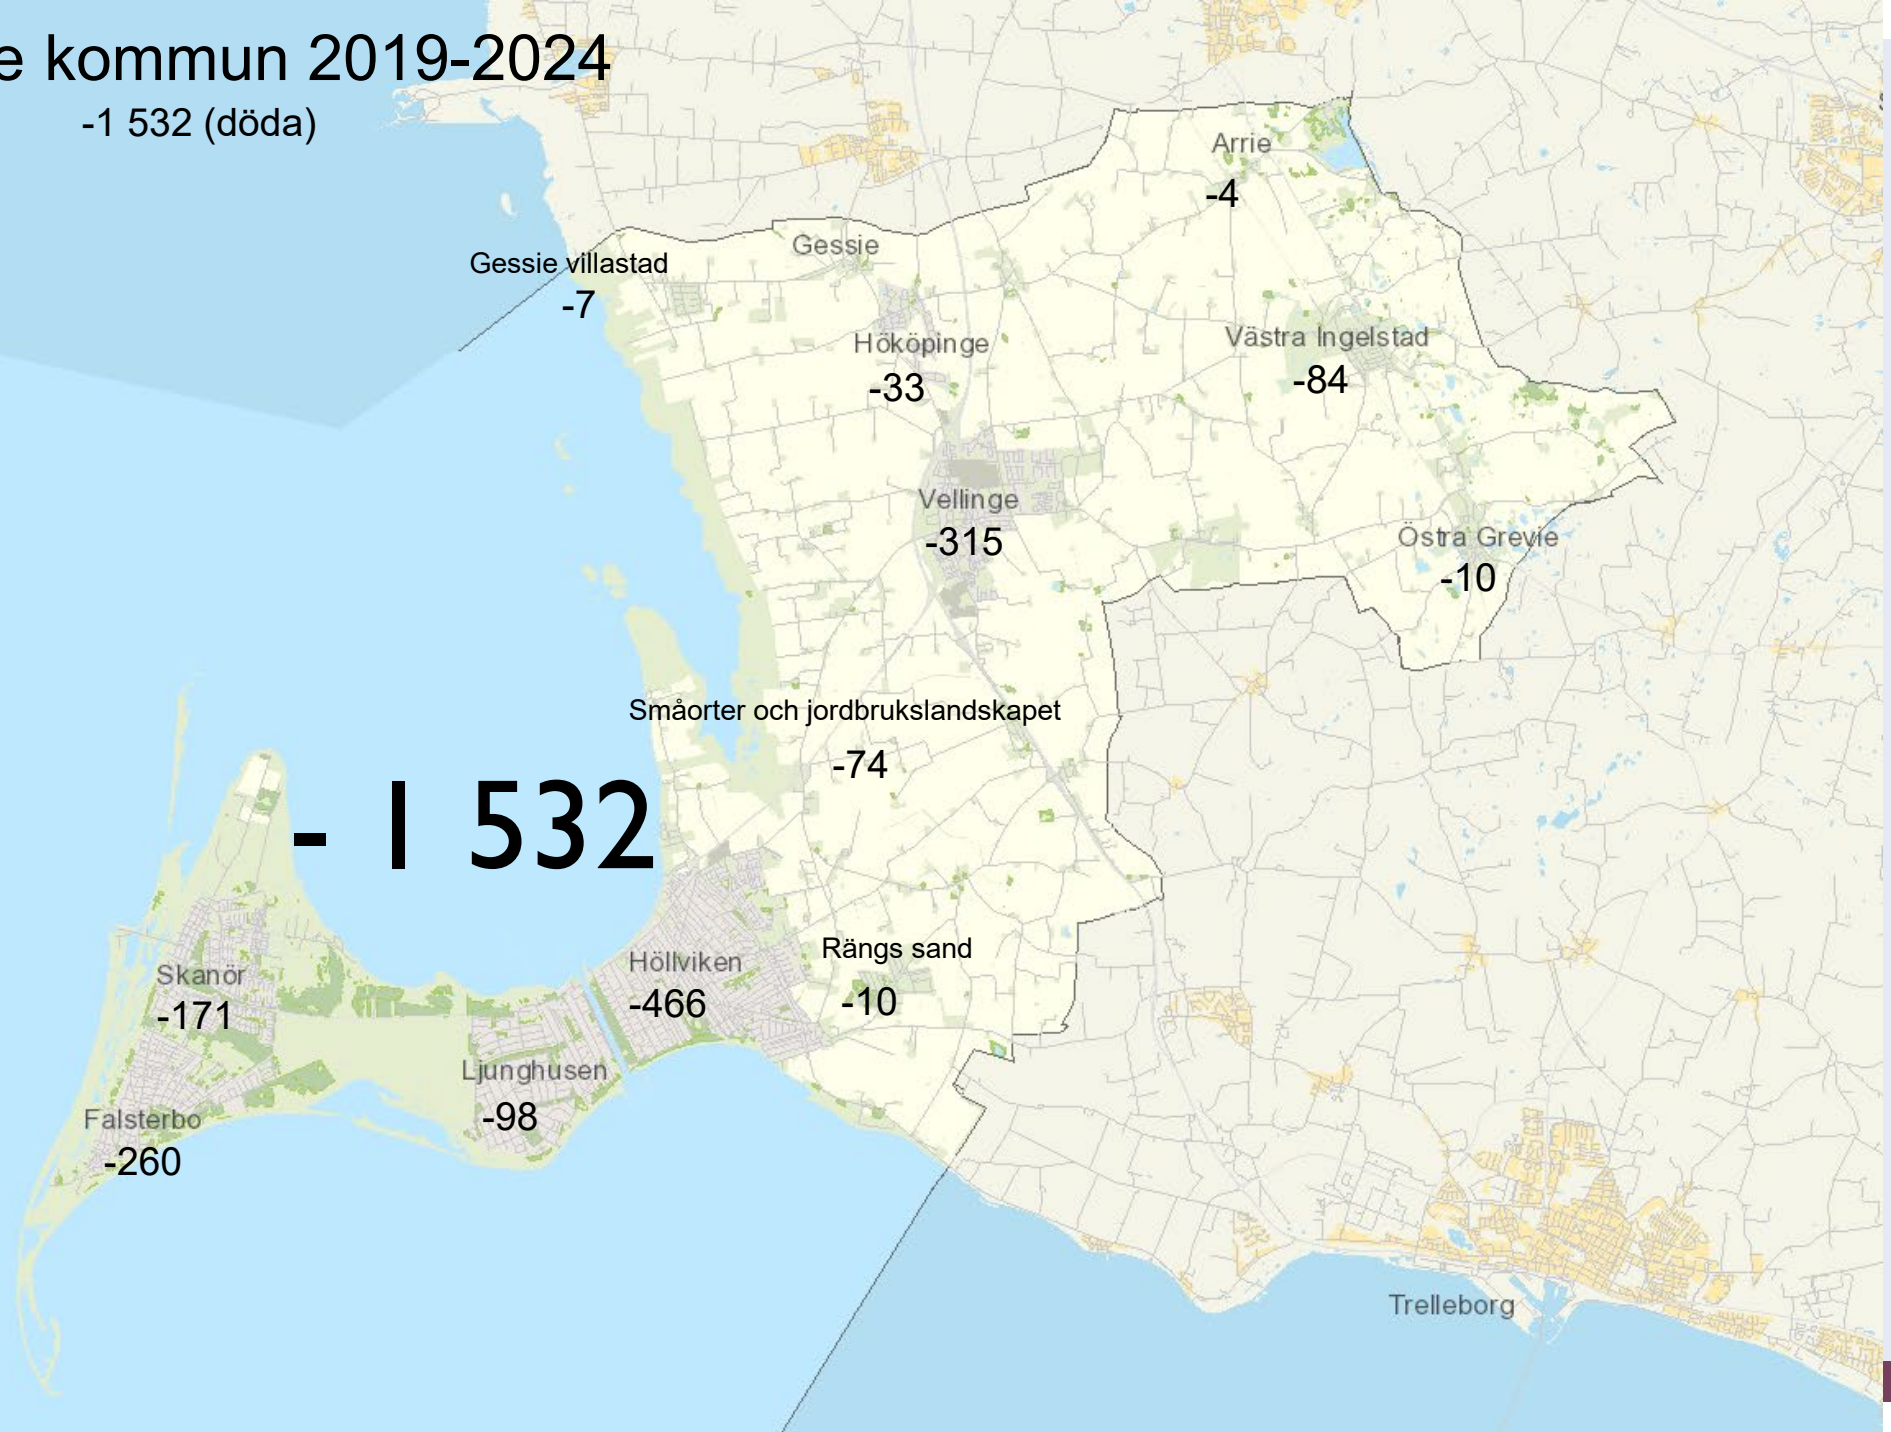 e kommun 2019-2024
-1 532 (döda)
Arrie
-4
Gessie
Gessie villastad
-7
Hököpinge
-33
Västra Ingelstad
-84
Vellinge
-315
Östra Grevie
-10
Småorter och jordbrukslandskapet
-74
- 1 532
Rängs sand
-10
Höllviken
-466
Skanör
-171
Ljunghusen
-98
Falsterbo
-260
Trelleborg